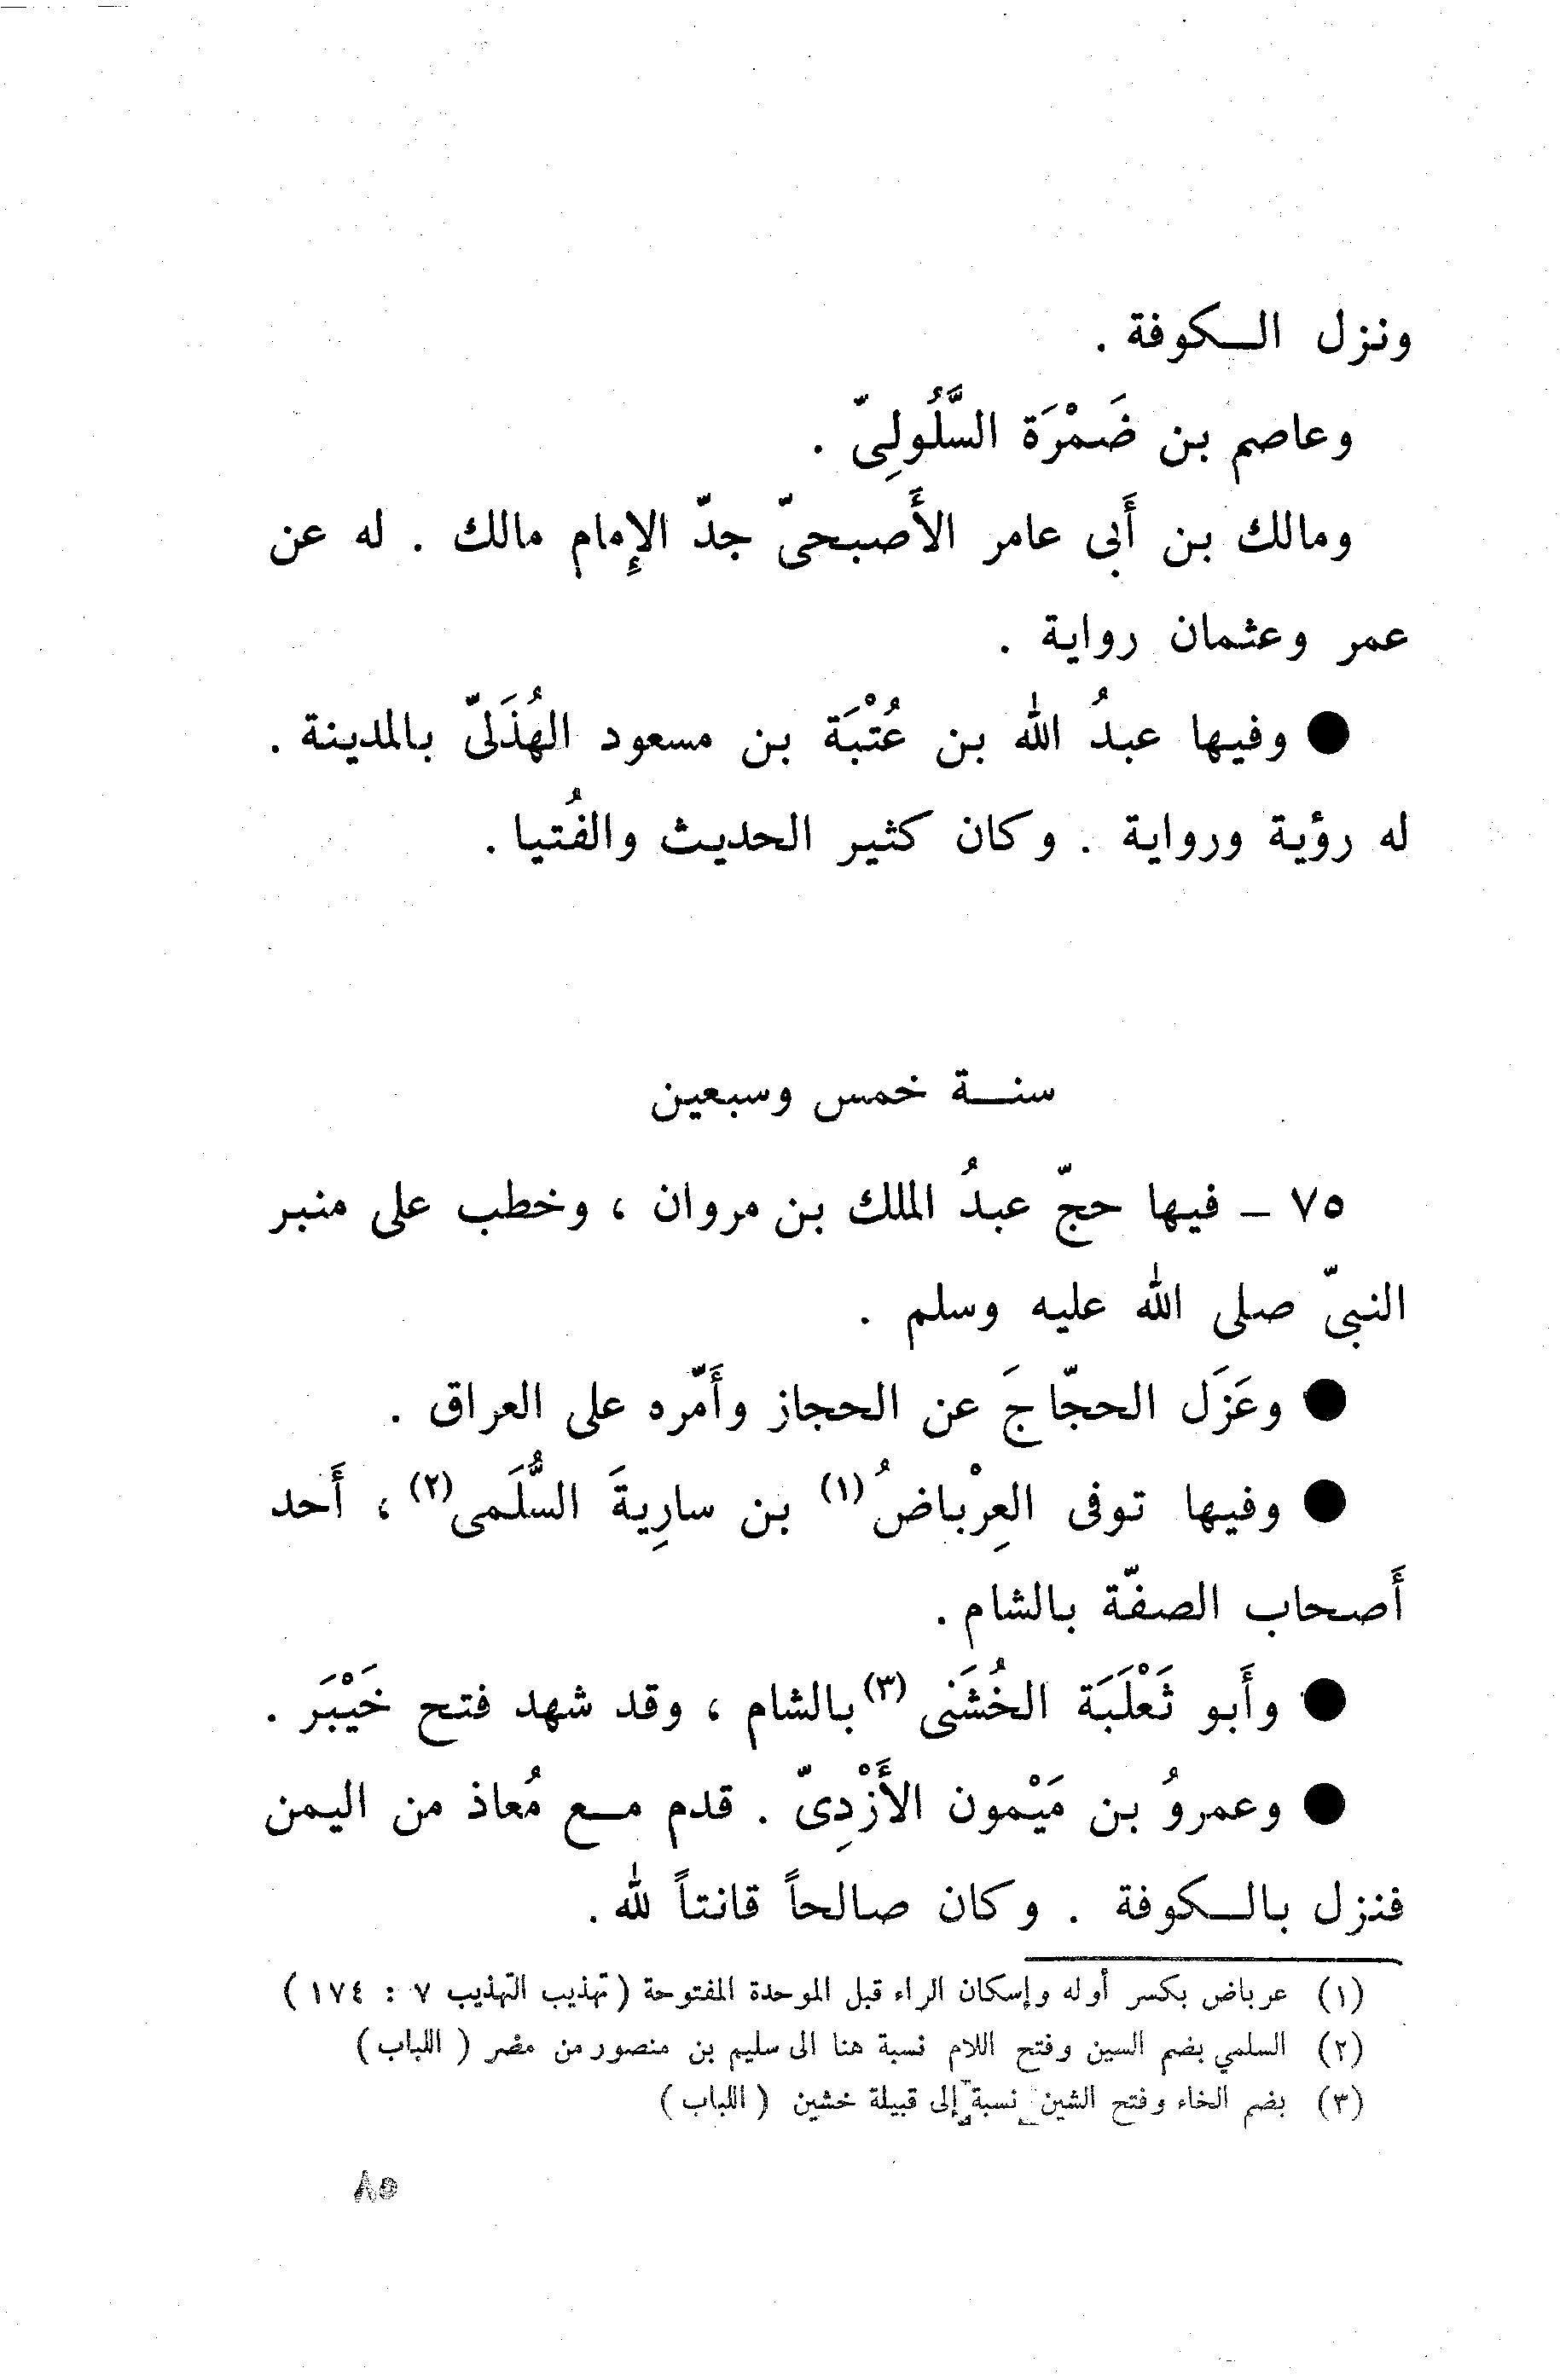 ونزل الكوفة .
وعاصم بن ضَمْرَة السَّلُولِىّ .
ومالك بن أَبى عامر الأَصبحىّ جدّ الإِمام مالك . له عن
عمر وعثمان رواية .
● وفيها عبدُ الله بن عُتْبَة بن مسعود الهُذَلىّ بالمدينة .
له رؤية ورواية . وكان كثير الحديث والفُتيا .
سنة خمس وسبعين
٧٥ – فيها حجّ عبدُ الملك بن مروان ، وخطب على منبر
النبىّ صلى الله عليه وسلم .
● وعَزَل الحجّاجَ عن الحجاز وأَمّره على العراق .
● وفيها توفى العِرْباضُ (١) بن سارِيةَ السُّلَمى (٢) ، أَحد
أَصحاب الصفّة بالشام .
● وأَبو ثَعْلَبَة الخُشَنى (٣) بالشام ، وقد شهد فتح خَيْبَر .
● وعمروُ بن مَيْمون الأَزْدِىّ . قدم مع مُعاذ من اليمن
فنزل بالكوفة . وكان صالحاً قانتاً لله .
(١) عرباض بكسر أوله وإسكان الراء قبل الموحدة المفتوحة ( تهذيب التهذيب ٧ : ١٧٤ )
(٢) السلمي بضم السين وفتح اللام نسبة هنا الى سليم بن منصور من مضر ( اللباب )
(٣) بضم الخاء وفتح الشين نسبة إلى قبيلة خشين ( اللباب )
٨٥